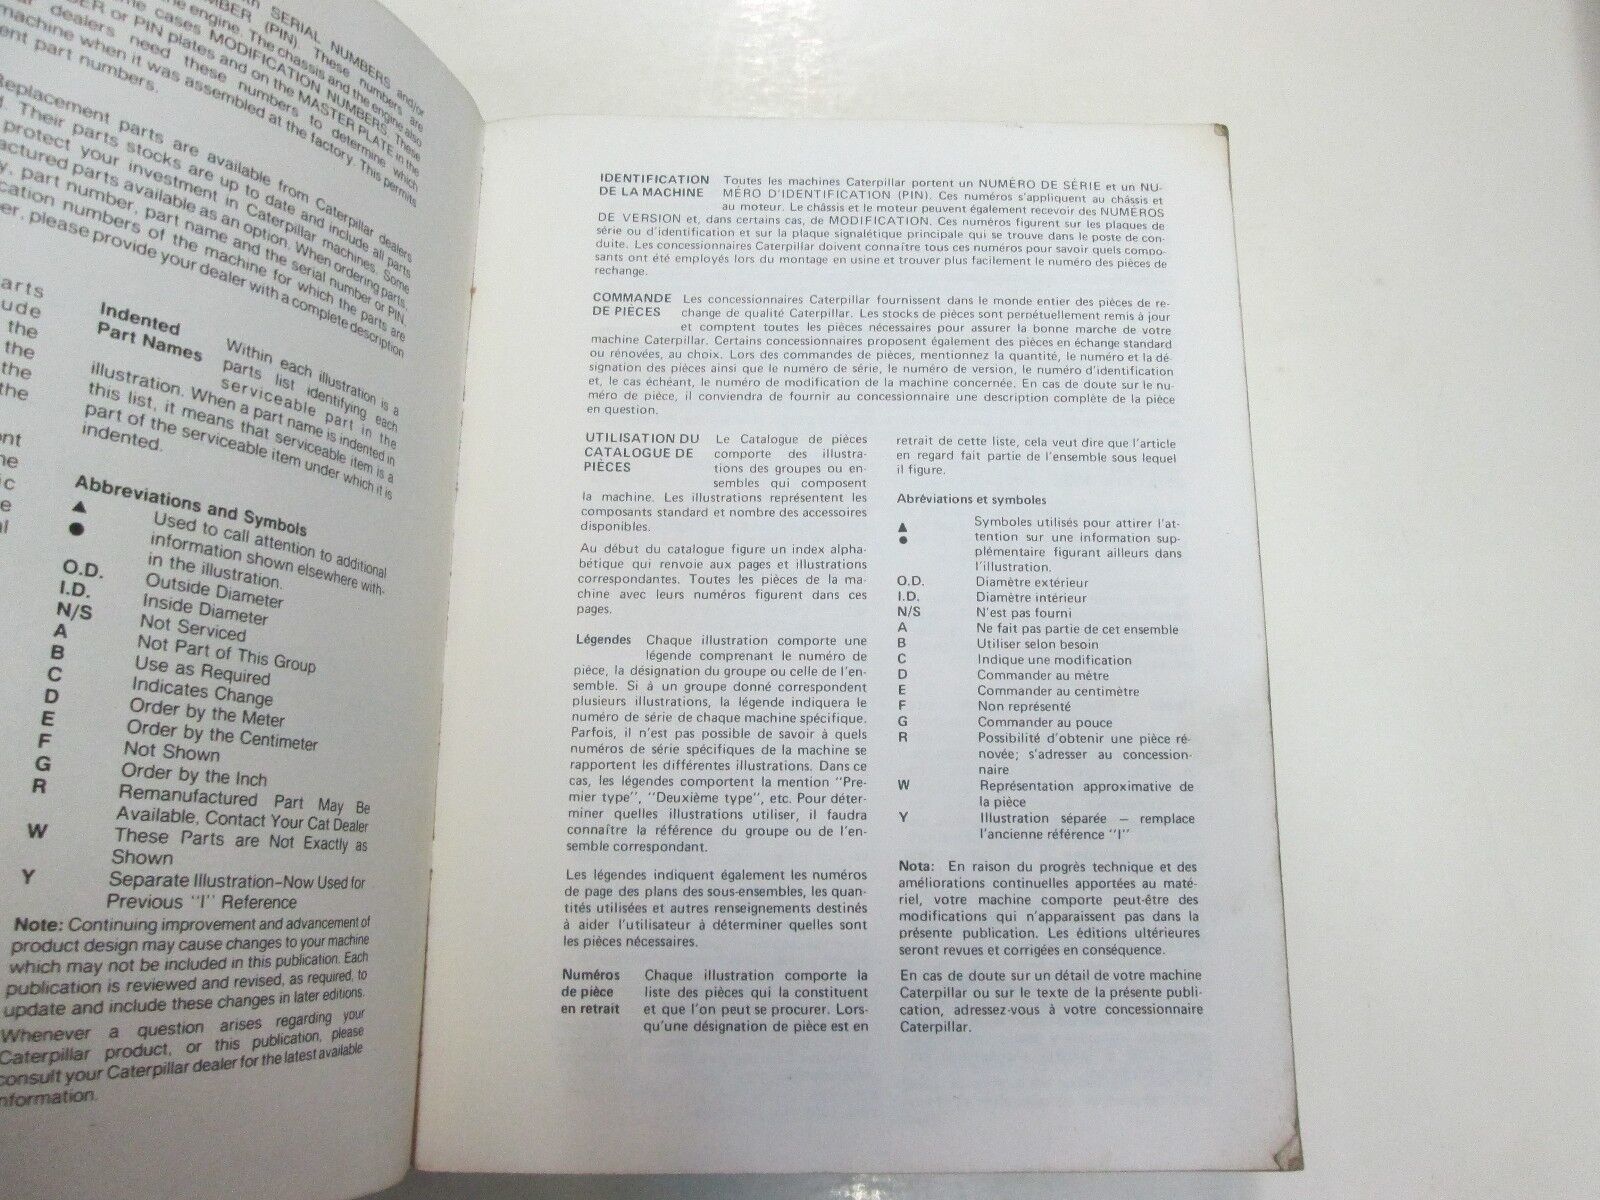 SERIAL NUMBERS and/or
NUMBER (PIN). These numbers are
the engine. The chassis and the engine also
some cases MODIFICATION NUMBERS. These
NUMBER or PIN plates and on the MASTER PLATE in the
dealers need these numbers to determine which
machine when it was assembled at the factory. This permits
part numbers.
Replacement parts are available from Caterpillar dealers
Their parts stocks are up to date and include all parts
protect your investment in Caterpillar machines. Some
parts available as an option. When ordering parts,
part number, part name and the serial number or PIN,
numbers of the machine for which the parts are
please provide your dealer with a complete description
Indented
Part Names Within each illustration is a
parts list identifying each
serviceable part in the
illustration. When a part name is indented in
this list, it means that serviceable item is a
part of the serviceable item under which it is
indented.
Abbreviations and Symbols
▲ Used to call attention to additional
● information shown elsewhere with-
in the illustration.
O.D. Outside Diameter
I.D. Inside Diameter
N/S Not Serviced
A Not Part of This Group
B Use as Required
C Indicates Change
D Order by the Meter
E Order by the Centimeter
F Not Shown
G Order by the Inch
R Remanufactured Part May Be
Available, Contact Your Cat Dealer
W These Parts are Not Exactly as
Shown
Y Separate Illustration–Now Used for
Previous "I" Reference
Note: Continuing improvement and advancement of
product design may cause changes to your machine
which may not be included in this publication. Each
publication is reviewed and revised, as required, to
update and include these changes in later editions.
Whenever a question arises regarding your
Caterpillar product, or this publication, please
consult your Caterpillar dealer for the latest available
information.
IDENTIFICATION Toutes les machines Caterpillar portent un NUMÉRO DE SÉRIE et un NU-
DE LA MACHINE MÉRO D'IDENTIFICATION (PIN). Ces numéros s'appliquent au châssis et
au moteur. Le châssis et le moteur peuvent également recevoir des NUMÉROS
DE VERSION et, dans certains cas, de MODIFICATION. Ces numéros figurent sur les plaques de
série ou d'identification et sur la plaque signalétique principale qui se trouve dans le poste de con-
duite. Les concessionnaires Caterpillar doivent connaître tous ces numéros pour savoir quels compo-
sants ont été employés lors du montage en usine et trouver plus facilement le numéro des pièces de
rechange.
COMMANDE Les concessionnaires Caterpillar fournissent dans le monde entier des pièces de re-
DE PIÈCES change de qualité Caterpillar. Les stocks de pièces sont perpétuellement remis à jour
et comptent toutes les pièces nécessaires pour assurer la bonne marche de votre
machine Caterpillar. Certains concessionnaires proposent également des pièces en échange standard
ou rénovées, au choix. Lors des commandes de pièces, mentionnez la quantité, le numéro et la dé-
signation des pièces ainsi que le numéro de série, le numéro de version, le numéro d'identification
et, le cas échéant, le numéro de modification de la machine concernée. En cas de doute sur le nu-
méro de pièce, il conviendra de fournir au concessionnaire une description complète de la pièce
en question.
UTILISATION DU Le Catalogue de pièces
CATALOGUE DE comporte des illustra-
PIÈCES tions des groupes ou en-
sembles qui composent
la machine. Les illustrations représentent les
composants standard et nombre des accessoires
disponibles.
Au début du catalogue figure un index alpha-
bétique qui renvoie aux pages et illustrations
correspondantes. Toutes les pièces de la ma-
chine avec leurs numéros figurent dans ces
pages.
Légendes Chaque illustration comporte une
légende comprenant le numéro de
pièce, la désignation du groupe ou celle de l'en-
semble. Si à un groupe donné correspondent
plusieurs illustrations, la légende indiquera le
numéro de série de chaque machine spécifique.
Parfois, il n'est pas possible de savoir à quels
numéros de série spécifiques de la machine se
rapportent les différentes illustrations. Dans ce
cas, les légendes comportent la mention "Pre-
mier type", "Deuxième type", etc. Pour déter-
miner quelles illustrations utiliser, il faudra
connaître la référence du groupe ou de l'en-
semble correspondant.
Les légendes indiquent également les numéros
de page des plans des sous-ensembles, les quan-
tités utilisées et autres renseignements destinés
à aider l'utilisateur à déterminer quelles sont
les pièces nécessaires.
Numéros Chaque illustration comporte la
de pièce liste des pièces qui la constituent
en retrait et que l'on peut se procurer. Lors-
qu'une désignation de pièce est en
retrait de cette liste, cela veut dire que l'article
en regard fait partie de l'ensemble sous lequel
il figure.
Abréviations et symboles
▲ Symboles utilisés pour attirer l'at-
● tention sur une information sup-
plémentaire figurant ailleurs dans
l'illustration.
O.D. Diamètre extérieur
I.D. Diamètre intérieur
N/S N'est pas fourni
A Ne fait pas partie de cet ensemble
B Utiliser selon besoin
C Indique une modification
D Commander au mètre
E Commander au centimètre
F Non représenté
G Commander au pouce
R Possibilité d'obtenir une pièce ré-
novée; s'adresser au concession-
naire
W Représentation approximative de
la pièce
Y Illustration séparée – remplace
l'ancienne référence "I"
Nota: En raison du progrès technique et des
améliorations continuelles apportées au maté-
riel, votre machine comporte peut-être des
modifications qui n'apparaissent pas dans la
présente publication. Les éditions ultérieures
seront revues et corrigées en conséquence.
En cas de doute sur un détail de votre machine
Caterpillar ou sur le texte de la présente publi-
cation, adressez-vous à votre concessionnaire
Caterpillar.